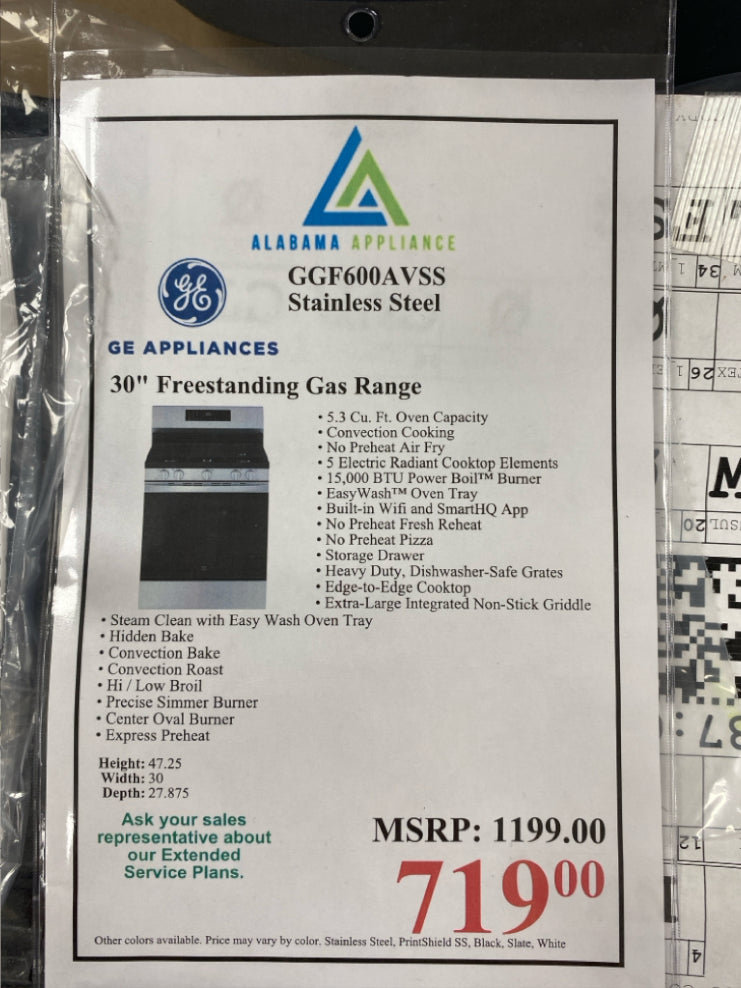 ALABAMA APPLIANCE
GE
GGF600AVSS
Stainless Steel
GE APPLIANCES
30" Freestanding Gas Range
• 5.3 Cu. Ft. Oven Capacity
• Convection Cooking
• No Preheat Air Fry
• 5 Electric Radiant Cooktop Elements
• 15,000 BTU Power Boil™ Burner
• EasyWash™ Oven Tray
• Built-in Wifi and SmartHQ App
• No Preheat Fresh Reheat
• No Preheat Pizza
• Storage Drawer
• Heavy Duty, Dishwasher-Safe Grates
• Edge-to-Edge Cooktop
• Extra-Large Integrated Non-Stick Griddle
• Steam Clean with Easy Wash Oven Tray
• Hidden Bake
• Convection Bake
• Convection Roast
• Hi / Low Broil
• Precise Simmer Burner
• Center Oval Burner
• Express Preheat
Height: 47.25
Width: 30
Depth: 27.875
Ask your sales
representative about
our Extended
Service Plans.
MSRP: 1199.00
719⁰⁰
Other colors available. Price may vary by color. Stainless Steel, PrintShield SS, Black, Slate, White
34
26
20
12
4